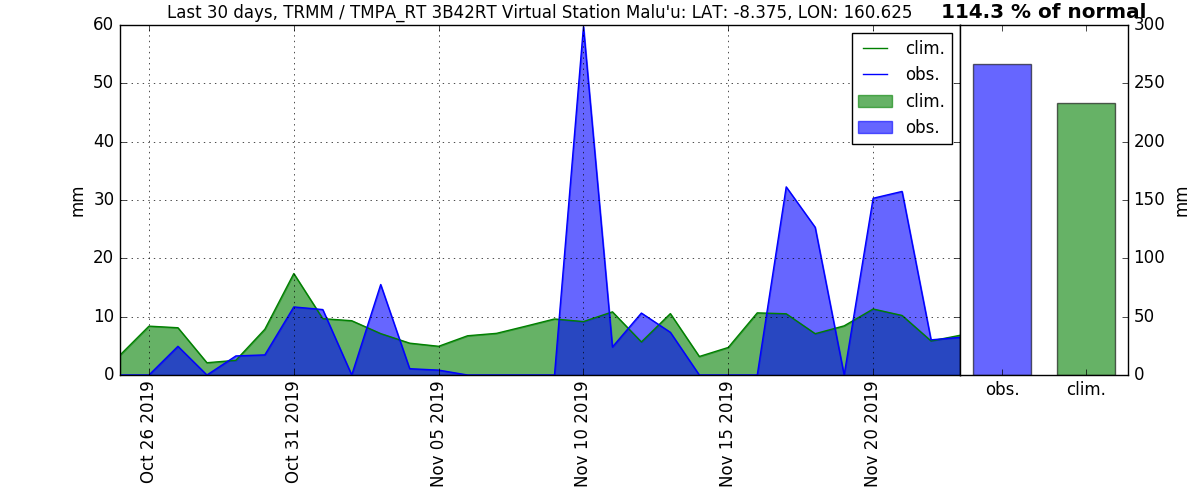 Last 30 days, TRMM / TMPA_RT 3B42RT Virtual Station Malu'u: LAT: -8.375, LON: 160.625
114.3 % of normal
60
50
40
30
20
10
0
mm
clim.
obs.
clim.
obs.
Oct 26 2019
Oct 31 2019
Nov 05 2019
Nov 10 2019
Nov 15 2019
Nov 20 2019
300
250
200
150
100
50
0
mm
obs.
clim.